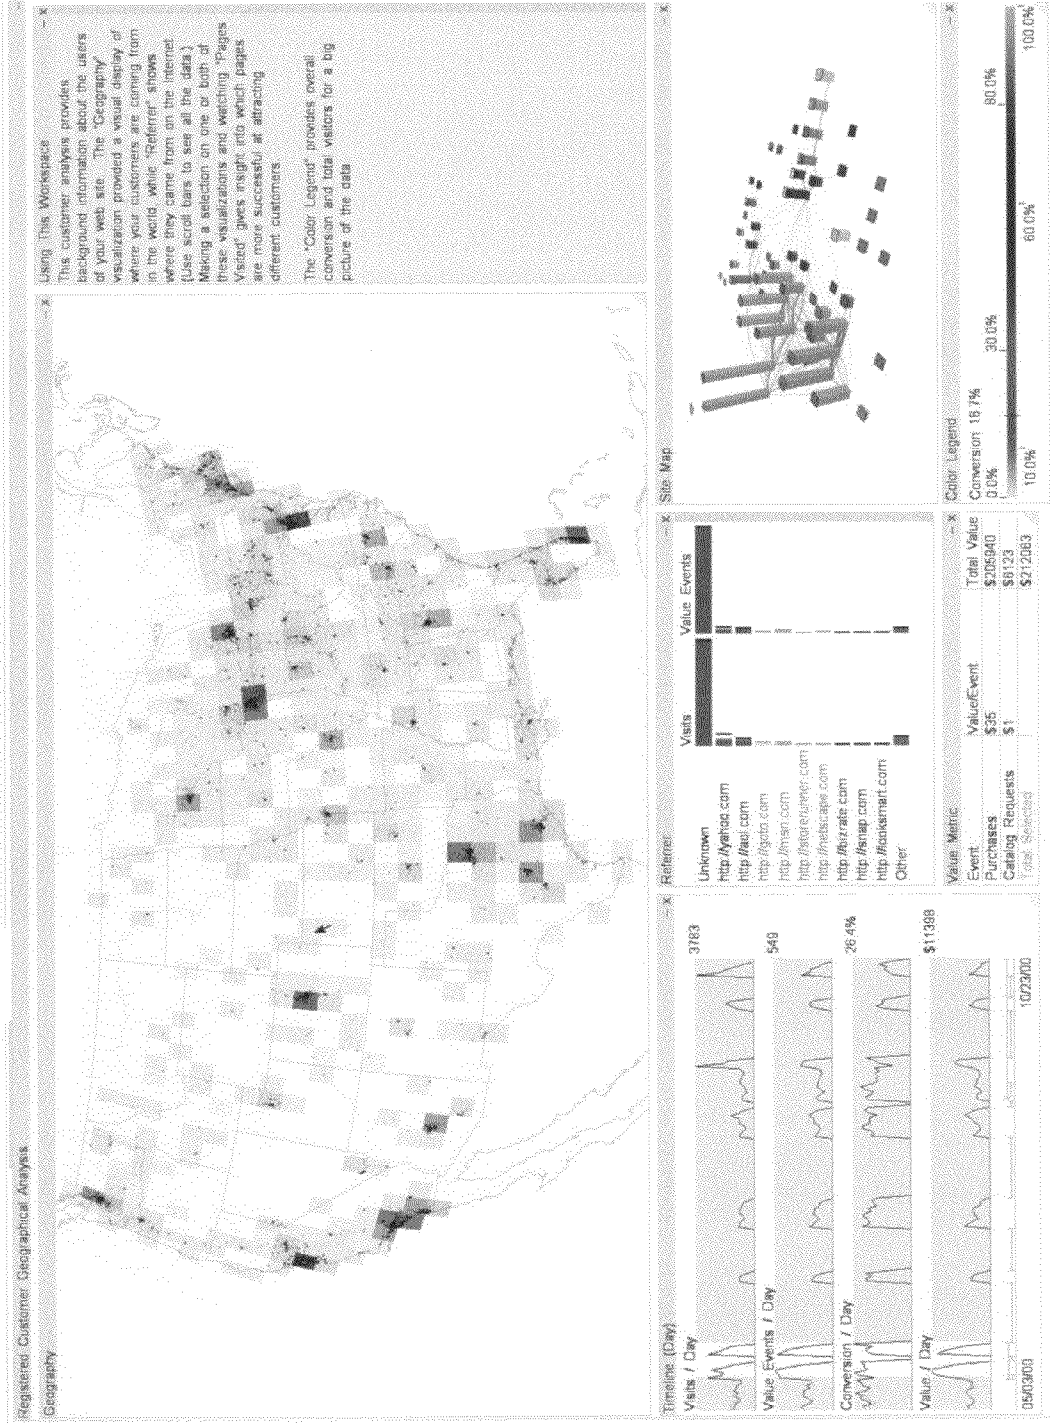 Registered Customer Geographical Analysis
Geography
Using This Workspace
This customer analysis provides
background information about the users
of your web site. The "Geography"
visualization provided a visual display of
where your customers are coming from
in the world while "Referrer" shows
where they came from on the Internet.
(Use scroll bars to see all the data.)
Making a selection on one or both of
these visualizations and watching "Pages
Visited" gives insight into which pages
are more successful at attracting
different customers
The "Color Legend" provides overall
conversion and total visitors for a big
picture of the data
Timeline (Day)
Visits / Day
3783
Value Events / Day
549
Conversion / Day
26.4%
Value / Day
$11398
05/03/00
10/23/00
Referrer
Visits
Value Events
Unknown
http://yahoo.com
http://aol.com
http://goto.com
http://msn.com
http://storerunner.com
http://netscape.com
http://bizrate.com
http://snap.com
http://looksmart.com
Other
Value Metric
Event
Value/Event
Total Value
Purchases
$35
$205940
Catalog Requests
$1
$6123
Total Selected
$212063
Site Map
Color Legend
Conversion 16.7%
0.0%
30.0%
80.0%
10.0%
60.0%
100.0%